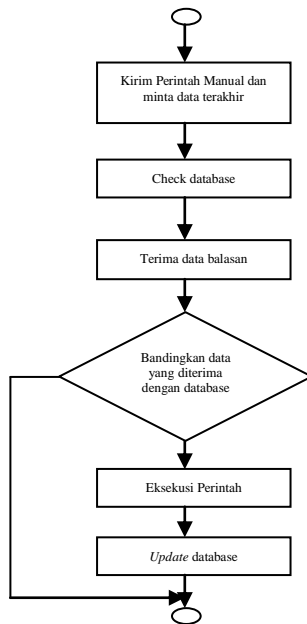 Kirim Perintah Manual dan
minta data terakhir
Check database
Terima data balasan
Bandingkan data
yang diterima
dengan database
Eksekusi Perintah
Update database